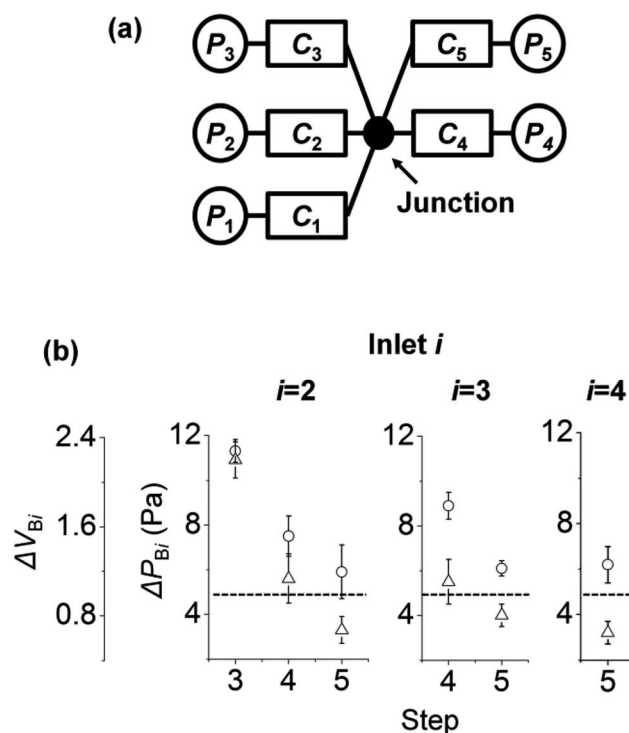 (a)
P3 C3 C5 P5
P2 C2 C4 P4
Junction
P1 C1
(b) Inlet i
i=2 i=3 i=4
2.4 12 12 12
ΔVBi ΔPBi (Pa)
1.6 8 8 8
0.8 4 4 4
3 4 5 4 5 5
Step